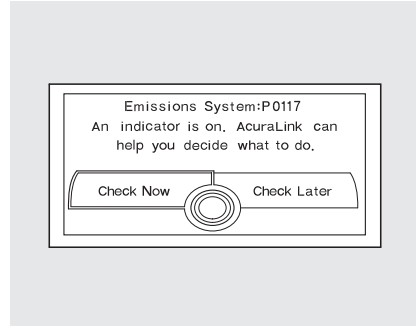 Emissions System:P0117
An indicator is on. AcuraLink can
help you decide what to do.
Check Now
Check Later